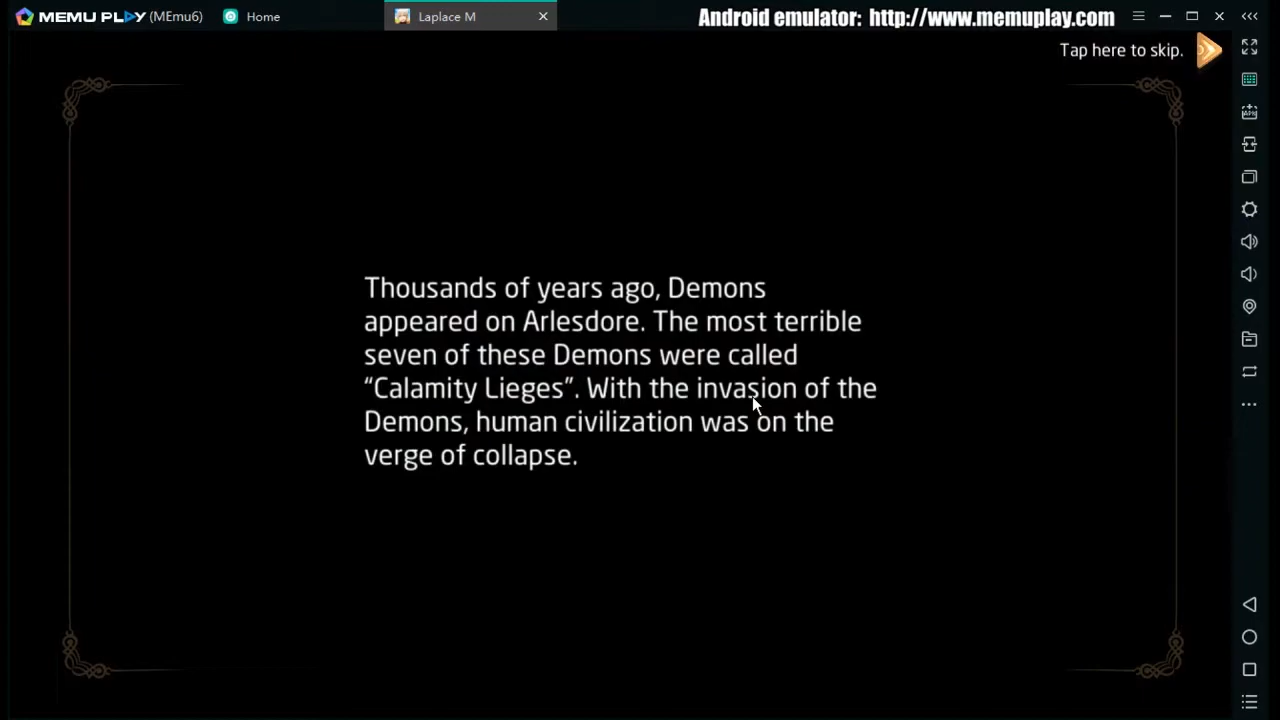 MEMU PLAY (MEmu6)
Home
Laplace M
Android emulator: http://www.memuplay.com
Tap here to skip.
Thousands of years ago, Demons
appeared on Arlesdore. The most terrible
seven of these Demons were called
“Calamity Lieges”. With the invasion of the
Demons, human civilization was on the
verge of collapse.